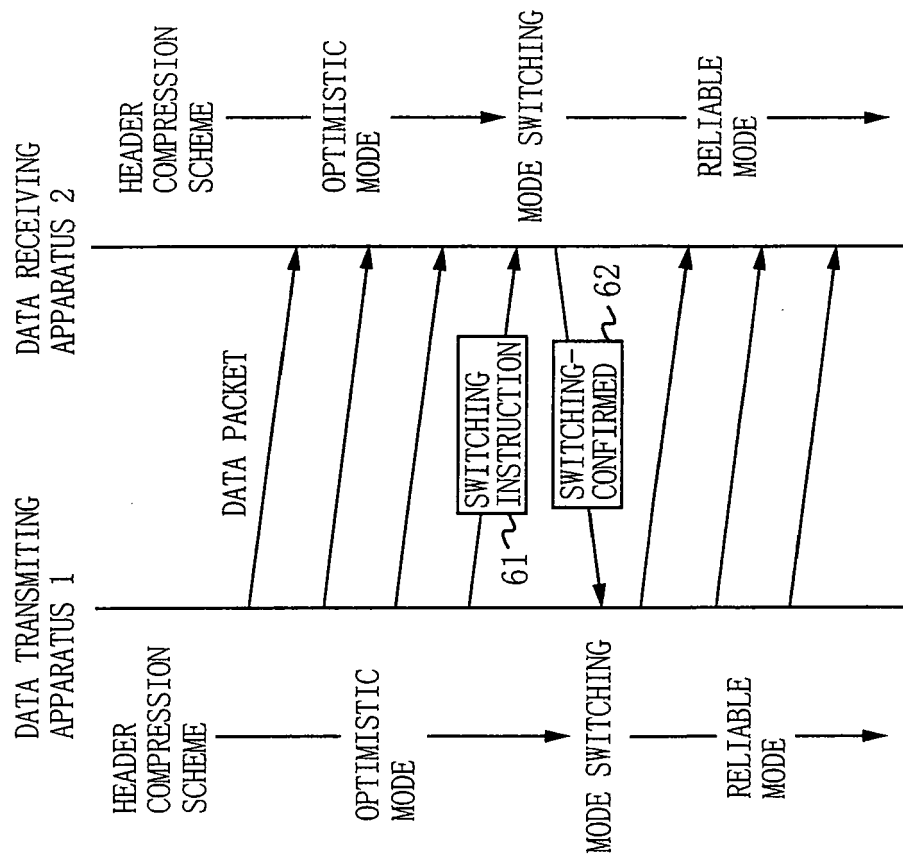 DATA TRANSMITING
APPARATUS 1
DATA RECEIVING
APPARATUS 2
HEADER
COMPRESSION
SCHEME
OPTIMISTIC
MODE
MODE SWITCHING
RELIABLE
MODE
DATA PACKET
61
SWITCHING
INSTRUCTION
SWITCHING-
CONFIRMED
62
HEADER
COMPRESSION
SCHEME
OPTIMISTIC
MODE
MODE SWITCHING
RELIABLE
MODE